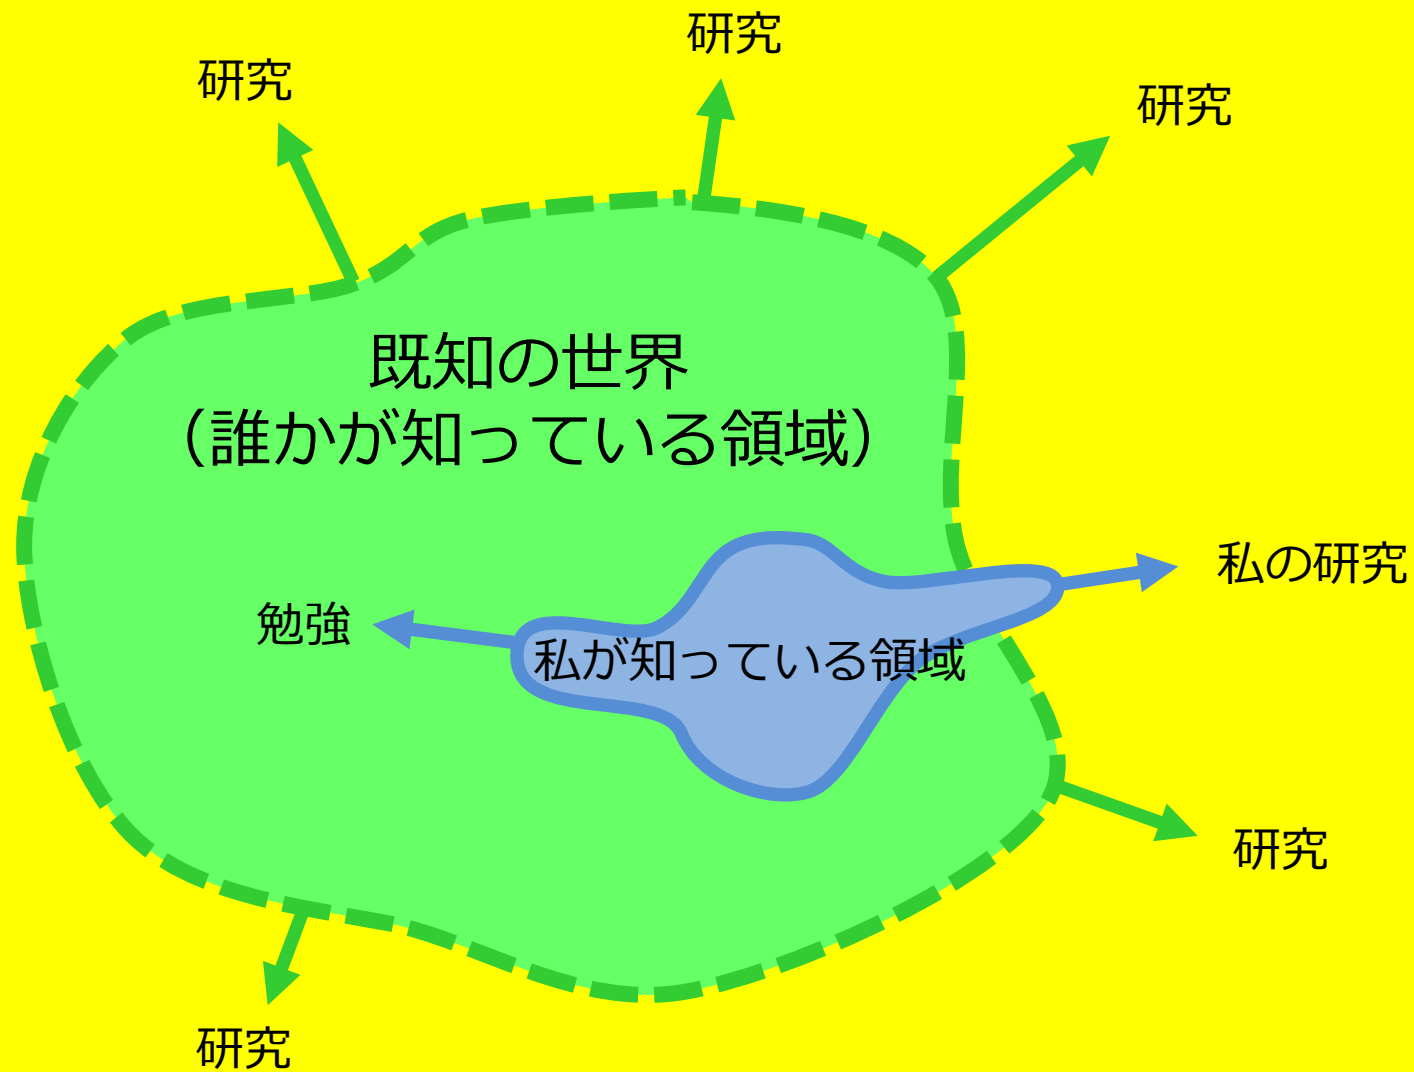 研究
研究
研究
既知の世界
（誰かが知っている領域）
私の研究
勉強
私が知っている領域
研究
研究